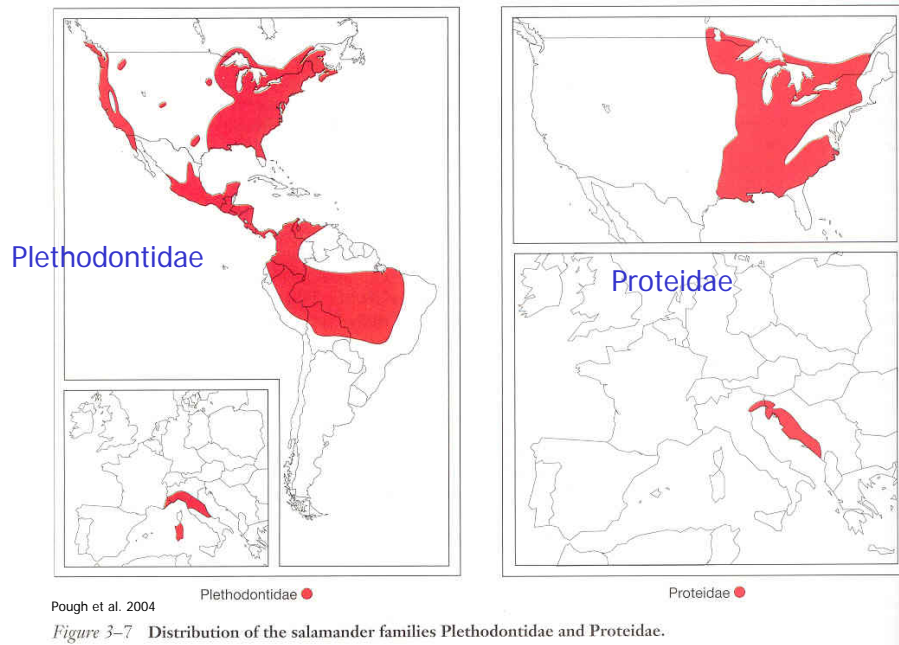 Plethodontidae
Proteidae
Plethodontidae
Proteidae
Pough et al. 2004
Figure 3–7 Distribution of the salamander families Plethodontidae and Proteidae.